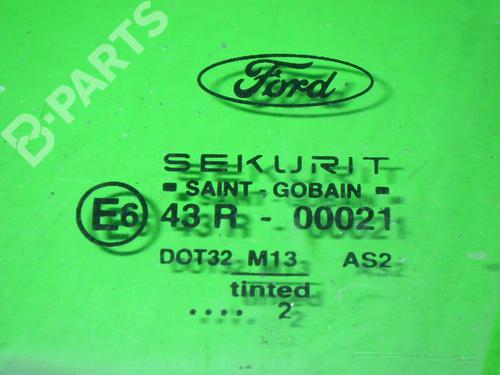 B-PARTS
Ford
SEKURIT
▪ SAINT - GOBAIN ▪
E6 43 R - 00021
DOT32 M13 AS2
tinted
.... 2